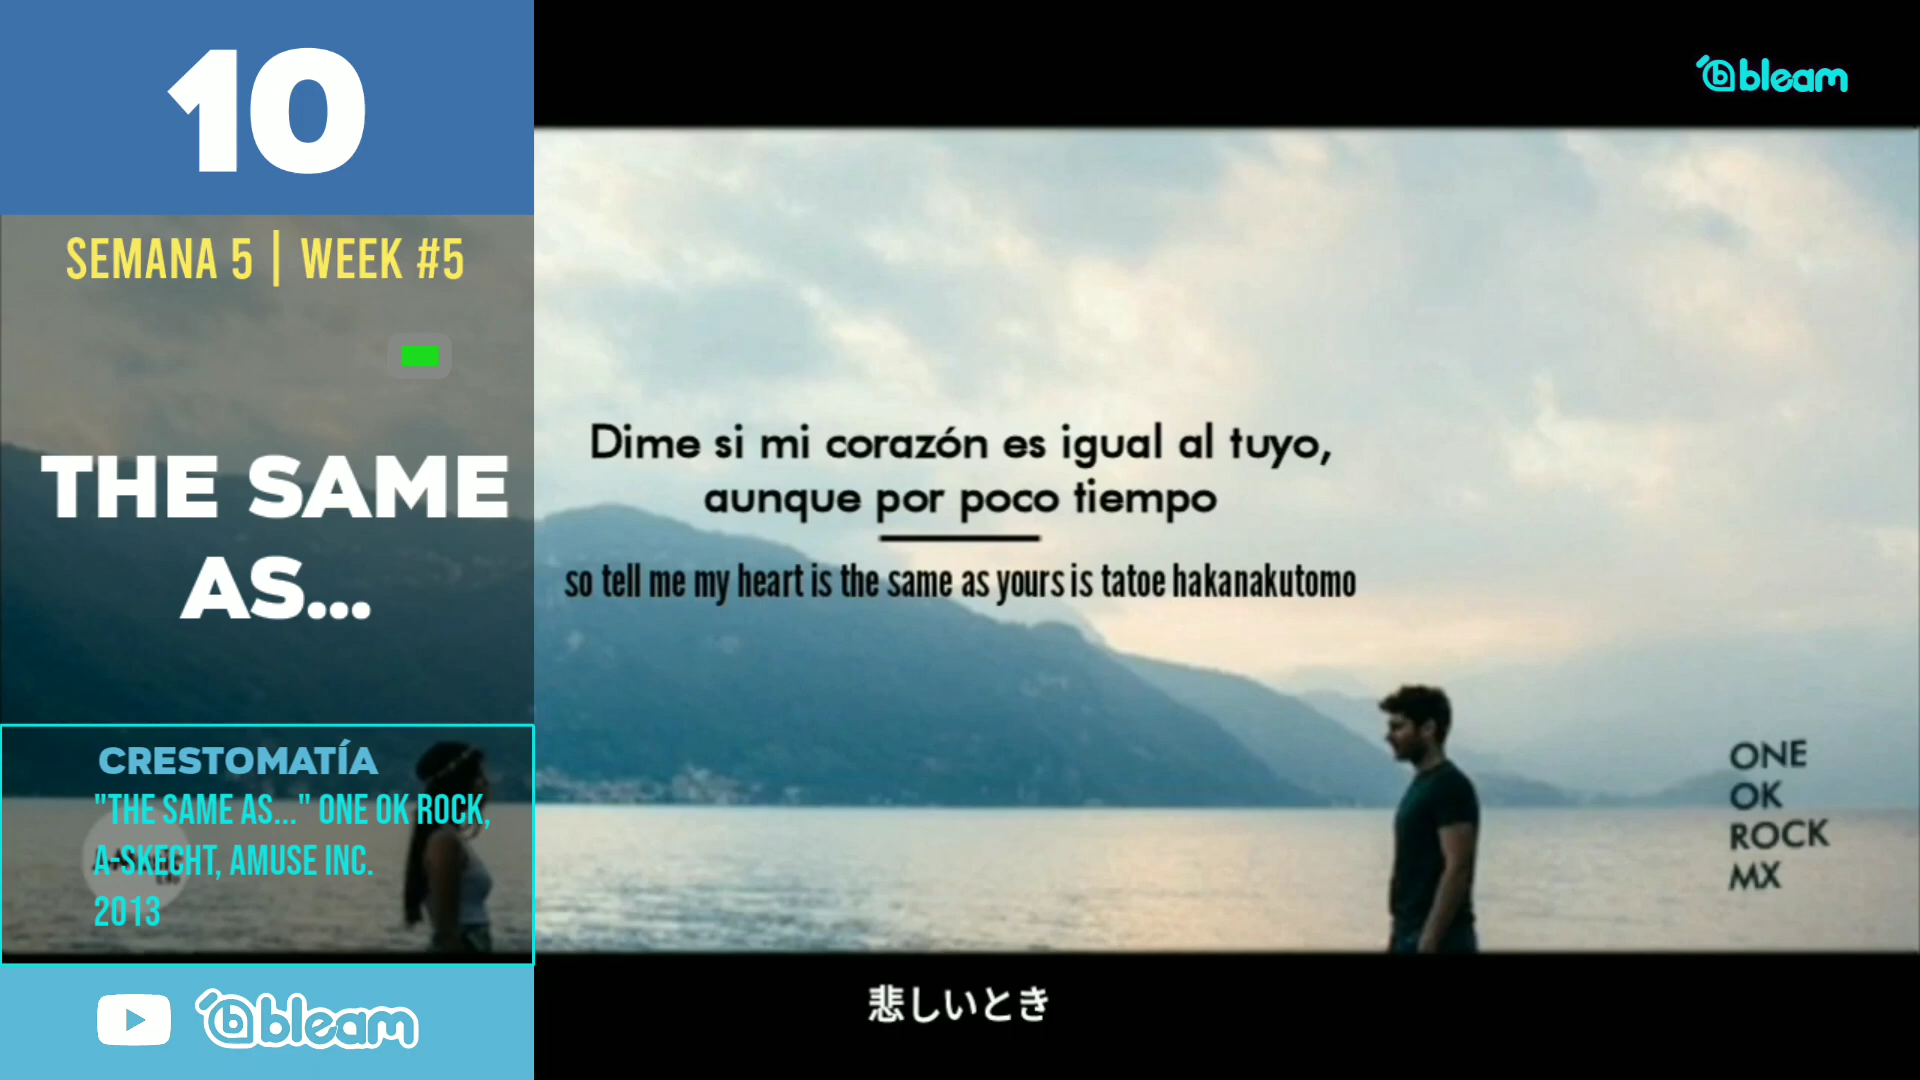 10
SEMANA 5 | WEEK #5
THE SAME
AS...
CRESTOMATÍA
"THE SAME AS..." ONE OK ROCK,
A-SKECHT, AMUSE INC.
2013
bleam
bleam
Dime si mi corazón es igual al tuyo,
aunque por poco tiempo
so tell me my heart is the same as yours is tatoe hakanakutomo
ONE
OK
ROCK
MX
悲しいとき